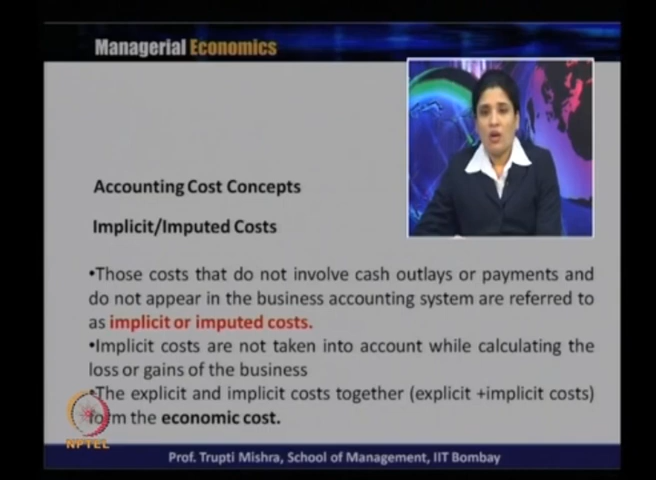 Managerial Economics
Accounting Cost Concepts
Implicit/Imputed Costs
•Those costs that do not involve cash outlays or payments and
do not appear in the business accounting system are referred to
as implicit or imputed costs.
•Implicit costs are not taken into account while calculating the
loss or gains of the business
•The explicit and implicit costs together (explicit +implicit costs)
form the economic cost.
NPTEL
Prof. Trupti Mishra, School of Management, IIT Bombay